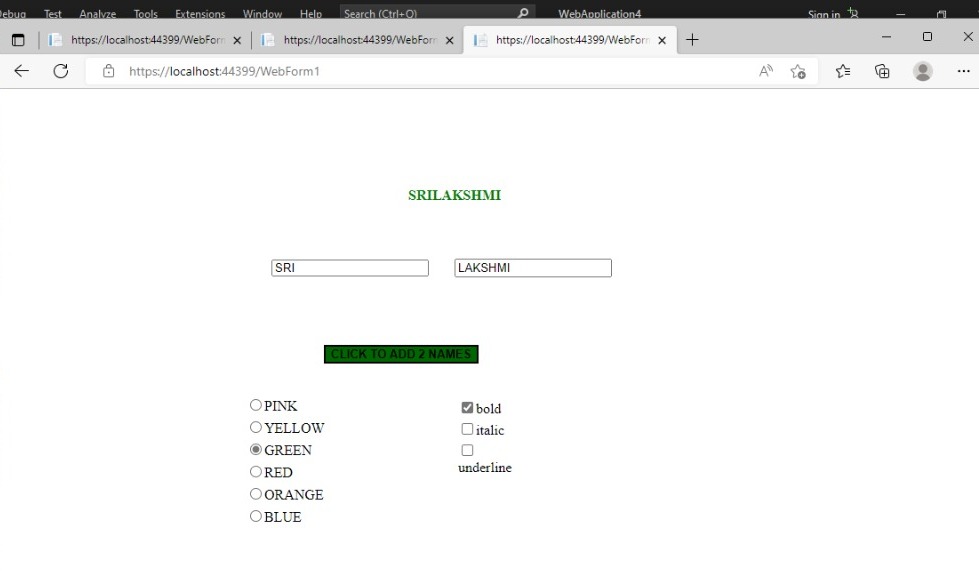 Debug Test Analyze Tools Extensions Window Help Search (Ctrl+Q) WebApplication4 Sign in
https://localhost:44399/WebForm https://localhost:44399/WebForm https://localhost:44399/WebForm
https://localhost:44399/WebForm1
SRILAKSHMI
SRI LAKSHMI
CLICK TO ADD 2 NAMES
PINK bold
YELLOW italic
GREEN
underline
RED
ORANGE
BLUE